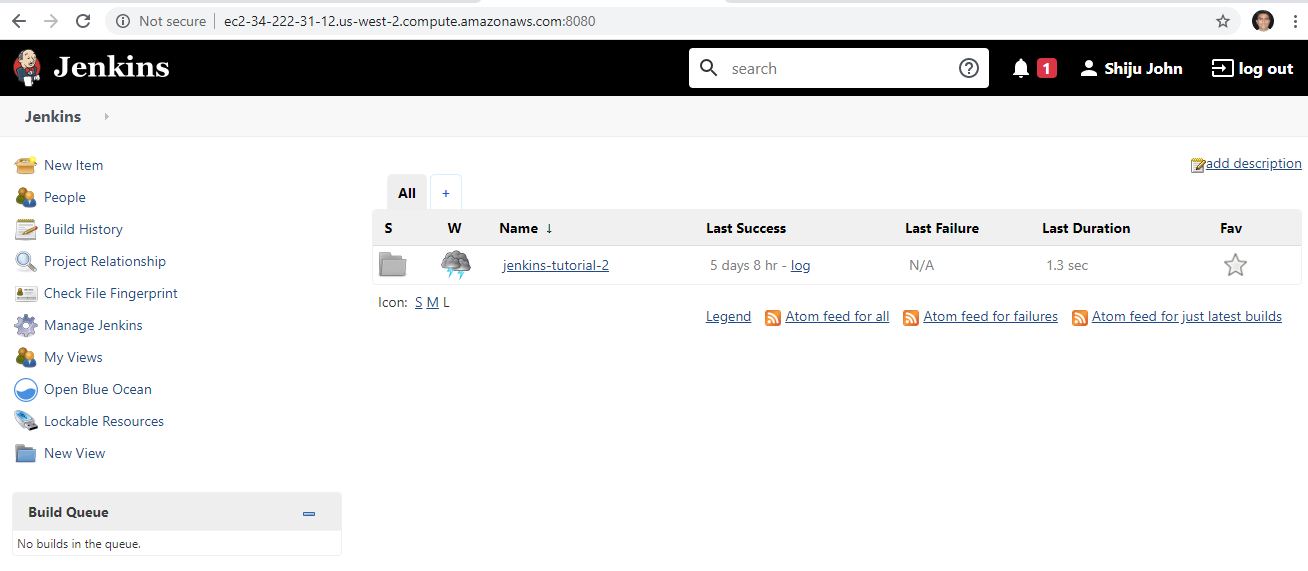 Not secure ec2-34-222-31-12.us-west-2.compute.amazonaws.com:8080
Jenkins search 1 Shiju John log out
Jenkins
New Item
People
Build History
Project Relationship
Check File Fingerprint
Manage Jenkins
My Views
Open Blue Ocean
Lockable Resources
New View
Build Queue
No builds in the queue.
add description
All +
S W Name ↓ Last Success Last Failure Last Duration Fav
jenkins-tutorial-2 5 days 8 hr - log N/A 1.3 sec
Icon: S M L
Legend Atom feed for all Atom feed for failures Atom feed for just latest builds